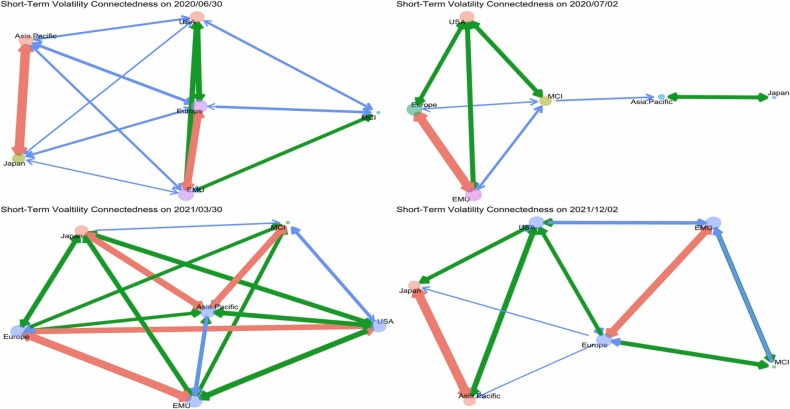 Short-Term Volatility Connectedness on 2020/06/30
USA
Asia.Pacific
Europe
MCI
Japan
EMU
Short-Term Volatility Connectedness on 2020/07/02
USA
Europe
MCI
Asia.Pacific
Japan
EMU
Short-Term Voaltility Connectedness on 2021/03/30
Japan
MCI
Asia.Pacific
Europe
USA
EMU
Short-Term Volatility Connectedness on 2021/12/02
USA
EMU
Japan
Europe
MCI
Asia.Pacific